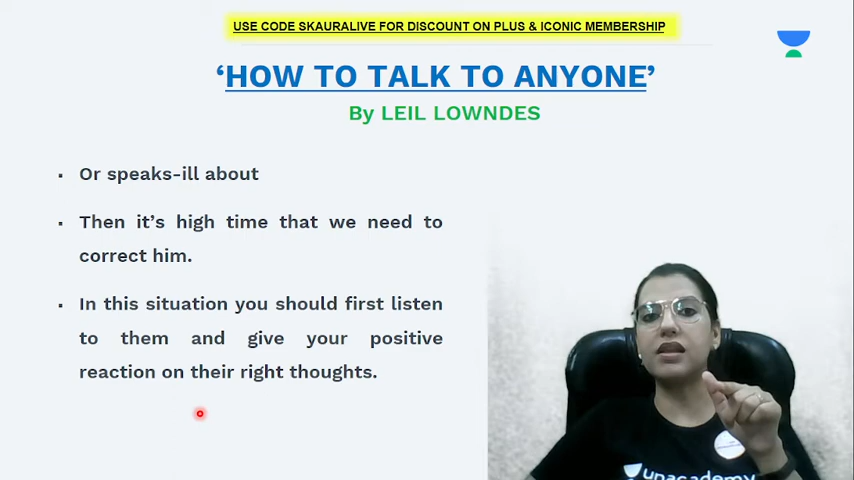 USE CODE SKAURALIVE FOR DISCOUNT ON PLUS & ICONIC MEMBERSHIP
‘HOW TO TALK TO ANYONE’
By LEIL LOWNDES
▪ Or speaks-ill about
▪ Then it’s high time that we need to
correct him.
▪ In this situation you should first listen
to them and give your positive
reaction on their right thoughts.
unacademy